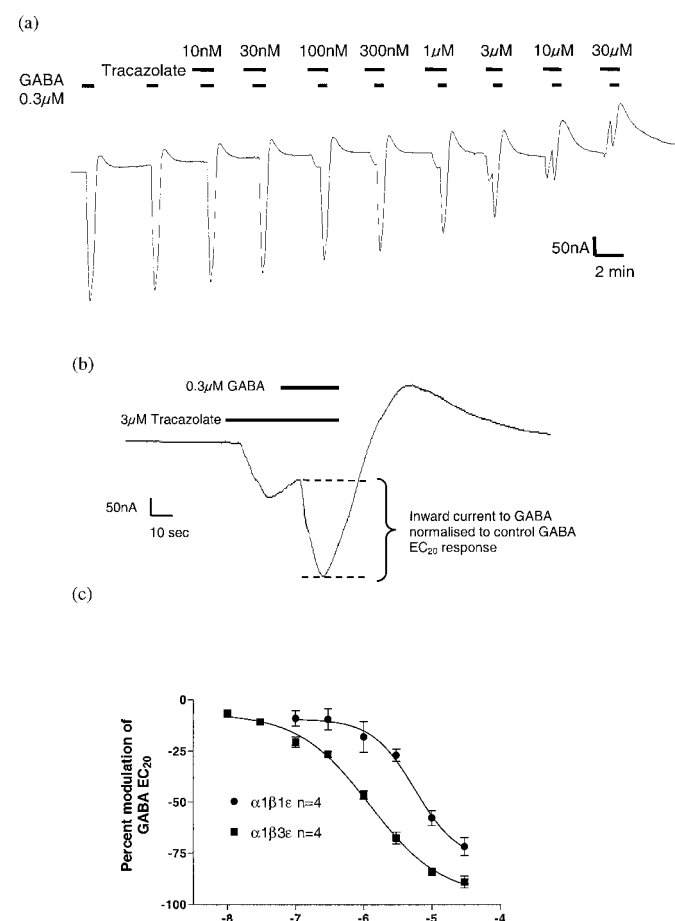 (a)
10nM 30nM 100nM 300nM 1μM 3μM 10μM 30μM
Tracazolate
GABA
0.3μM
50nA
2 min
(b)
0.3μM GABA
3μM Tracazolate
50nA
10 sec
Inward current to GABA
normalised to control GABA
EC20 response
(c)
Percent modulation of
GABA EC20
0
-25
-50
-75
-100
α1β1ε n=4
α1β3ε n=4
-8 -7 -6 -5 -4